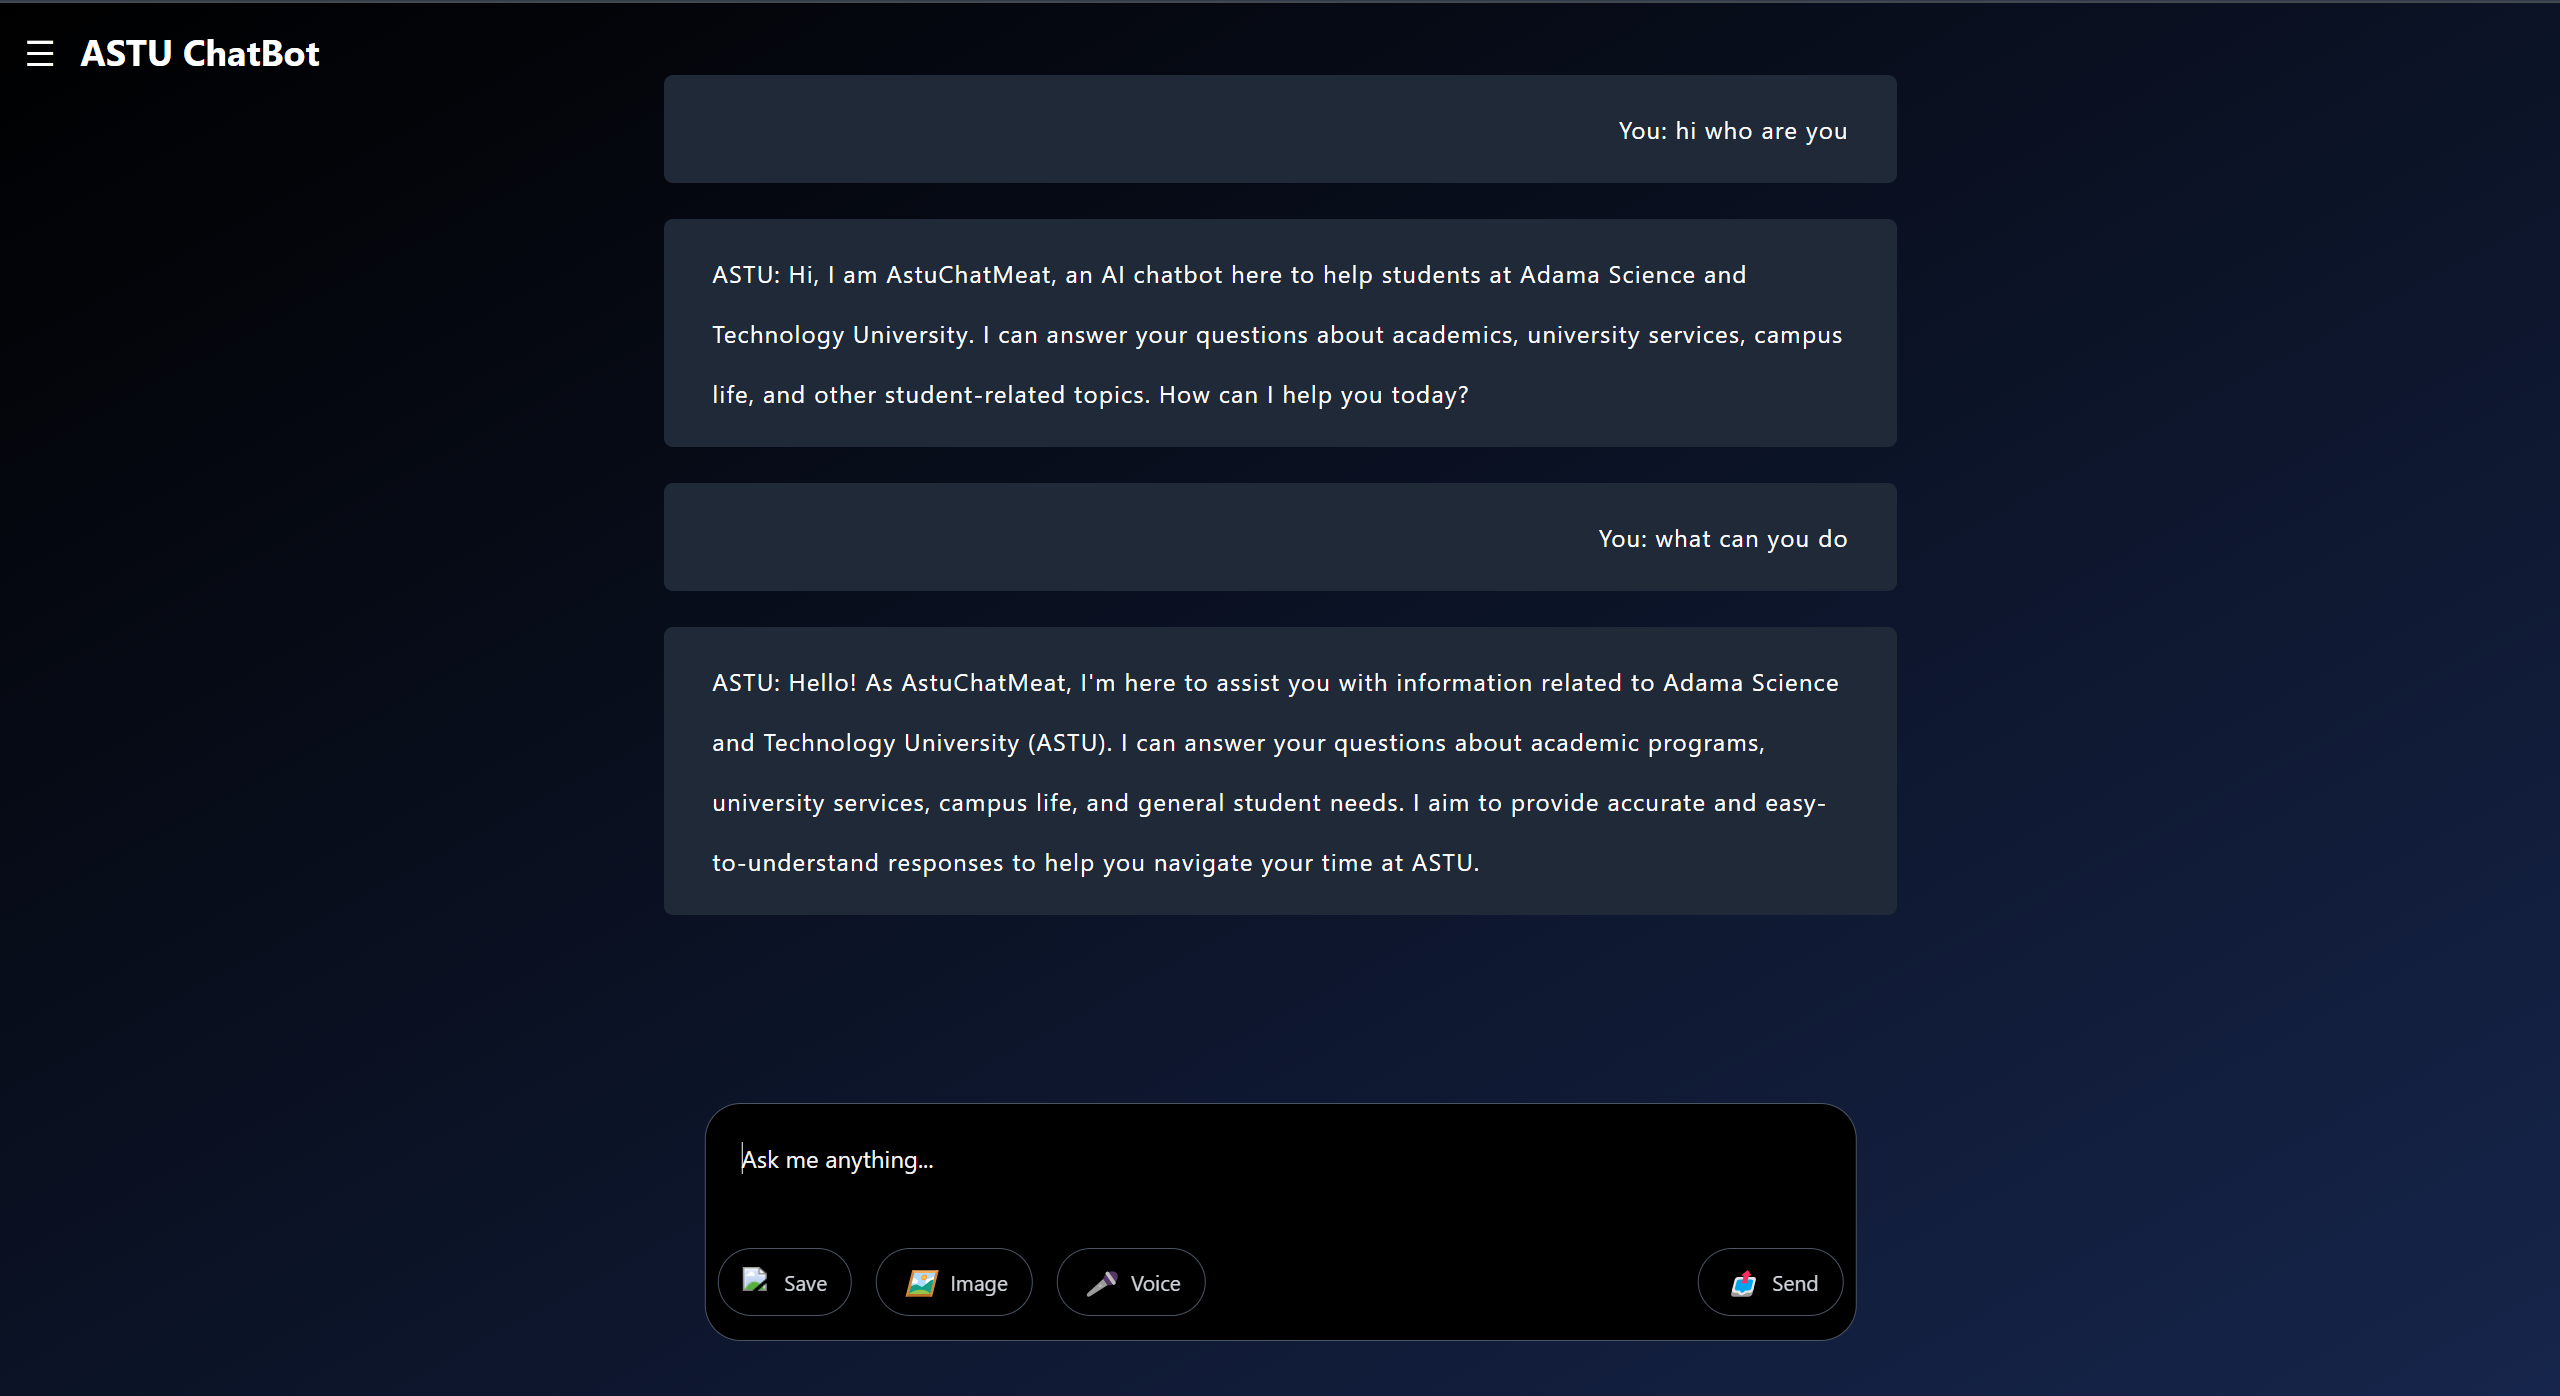 ASTU ChatBot
You: hi who are you
ASTU: Hi, I am AstuChatMeat, an AI chatbot here to help students at Adama Science and
Technology University. I can answer your questions about academics, university services, campus
life, and other student-related topics. How can I help you today?
You: what can you do
ASTU: Hello! As AstuChatMeat, I'm here to assist you with information related to Adama Science
and Technology University (ASTU). I can answer your questions about academic programs,
university services, campus life, and general student needs. I aim to provide accurate and easy-
to-understand responses to help you navigate your time at ASTU.
Ask me anything...
Save
Image
Voice
Send